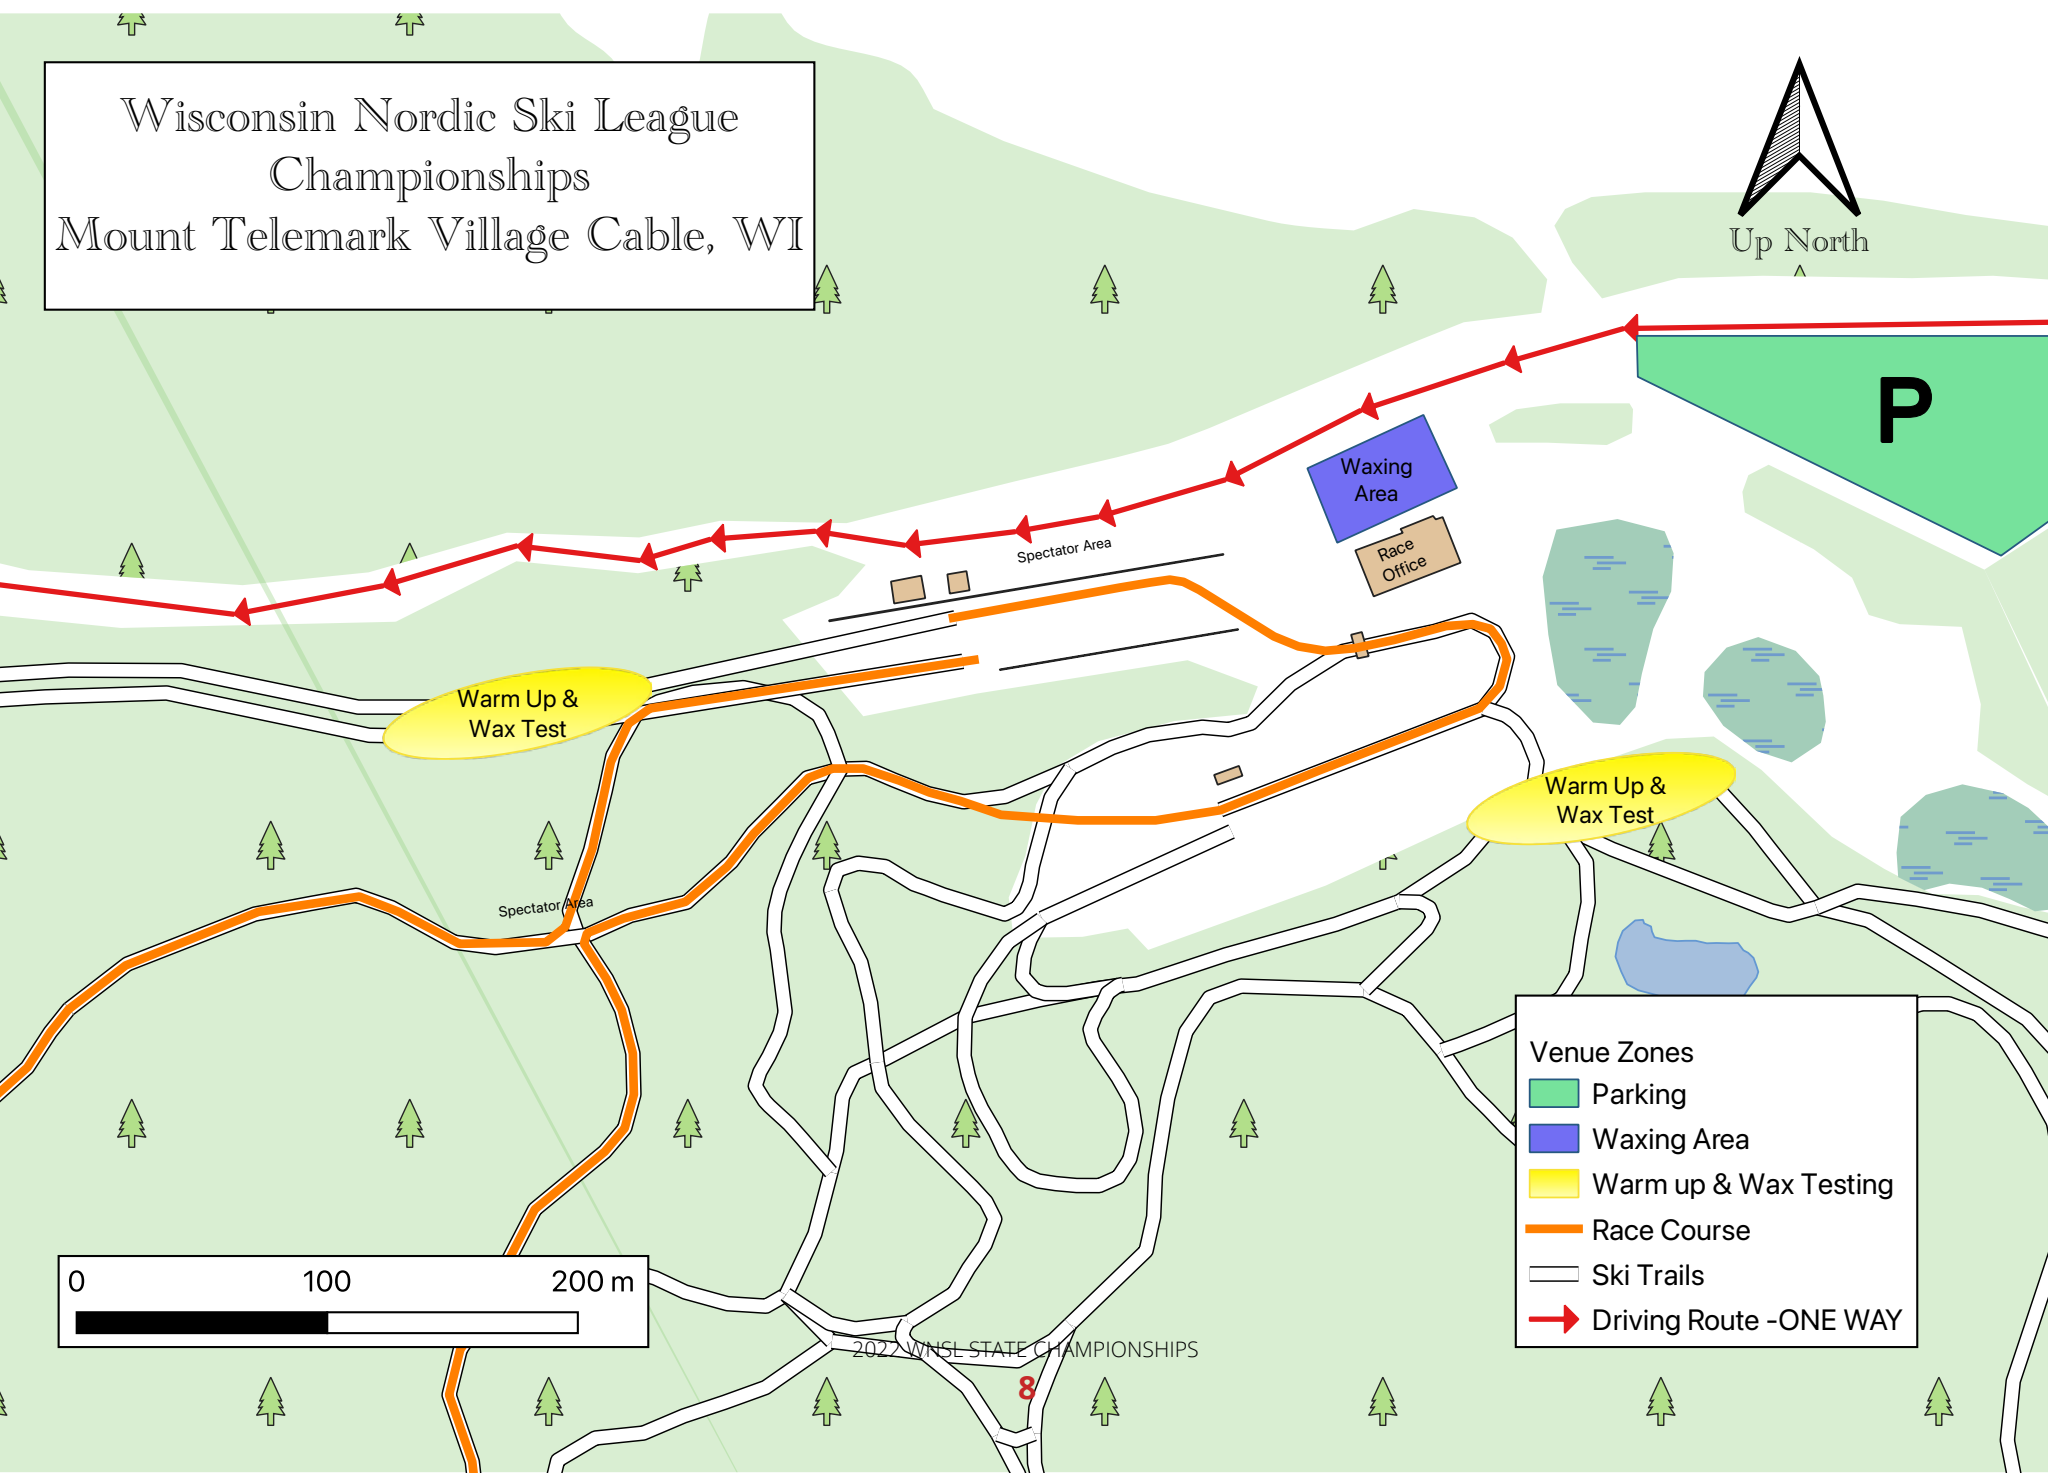 Wisconsin Nordic Ski League
Championships
Mount Telemark Village Cable, WI
Up North
P
Waxing
Area
Race
Office
Spectator Area
Warm Up &
Wax Test
Warm Up &
Wax Test
Spectator Area
Venue Zones
Parking
Waxing Area
Warm up & Wax Testing
Race Course
Ski Trails
Driving Route -ONE WAY
0 100 200 m
2022 WNSL STATE CHAMPIONSHIPS
8